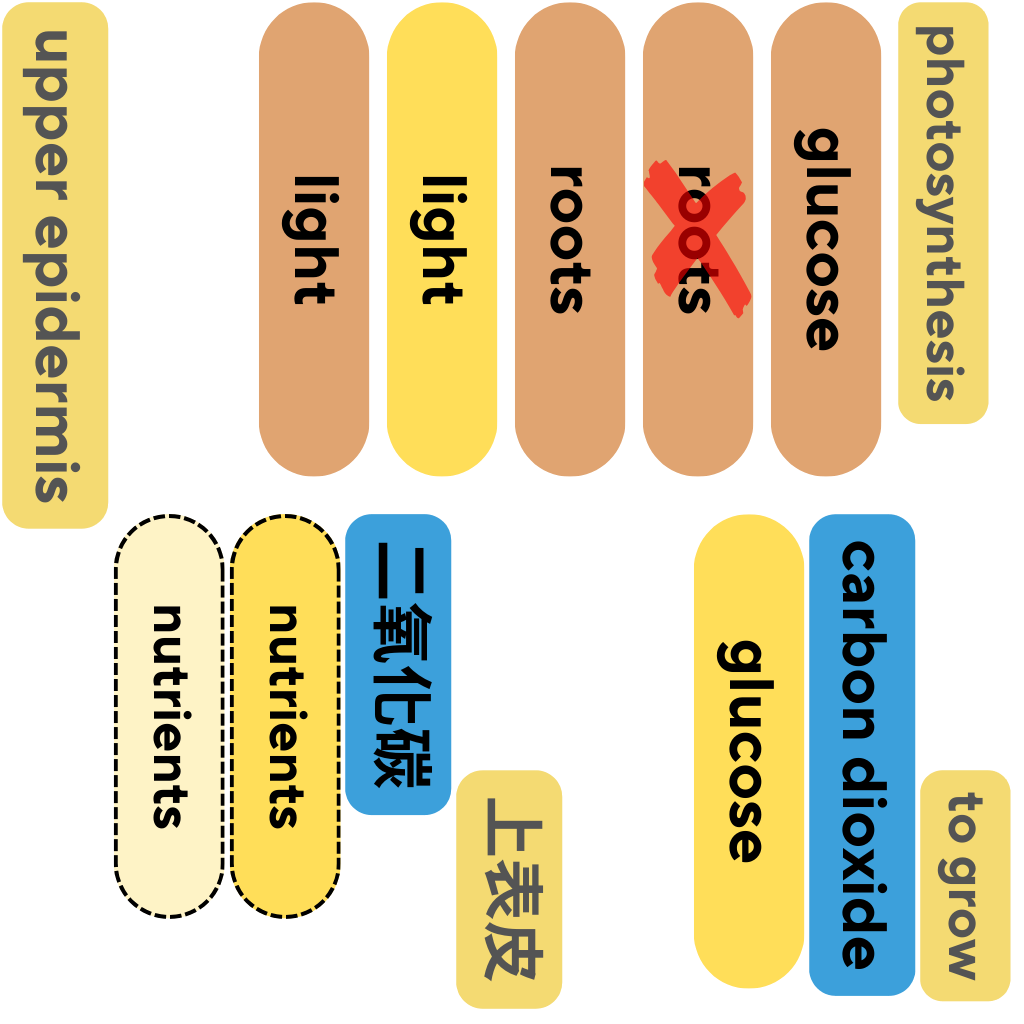 upper epidermis
light
light
roots
roots
glucose
photosynthesis
nutrients
nutrients
二氧化碳
上表皮
glucose
carbon dioxide
to grow